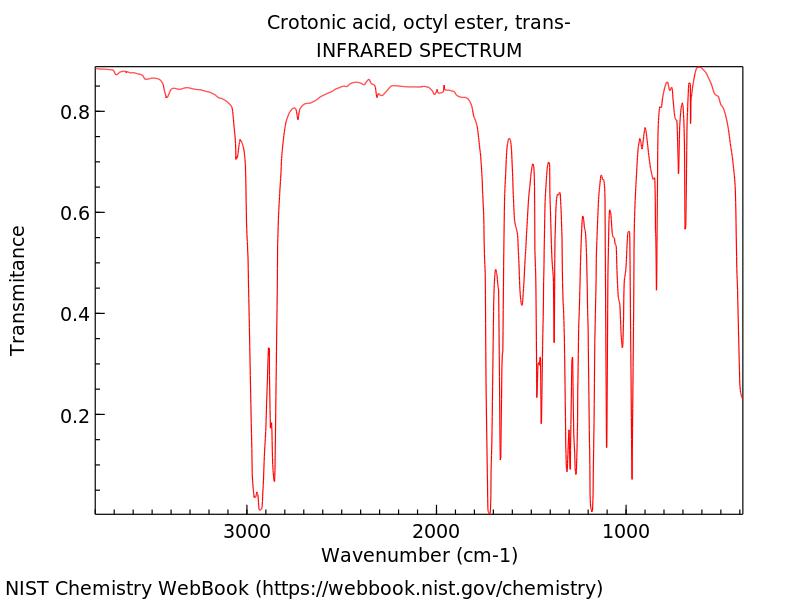 Crotonic acid, octyl ester, trans-
INFRARED SPECTRUM
0.8
0.6
0.4
0.2
Transmitance
3000 2000 1000
Wavenumber (cm-1)
NIST Chemistry WebBook (https://webbook.nist.gov/chemistry)